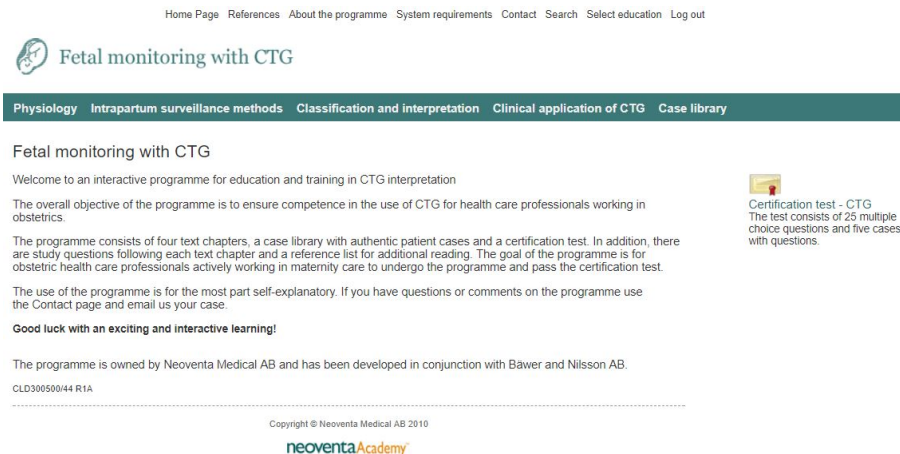 Home Page References About the programme System requirements Contact Search Select education Log out
Fetal monitoring with CTG
Physiology Intrapartum surveillance methods Classification and interpretation Clinical application of CTG Case library
Fetal monitoring with CTG
Welcome to an interactive programme for education and training in CTG interpretation
The overall objective of the programme is to ensure competence in the use of CTG for health care professionals working in
obstetrics.
The programme consists of four text chapters, a case library with authentic patient cases and a certification test. In addition, there
are study questions following each text chapter and a reference list for additional reading. The goal of the programme is for
obstetric health care professionals actively working in maternity care to undergo the programme and pass the certification test.
The use of the programme is for the most part self-explanatory. If you have questions or comments on the programme use
the Contact page and email us your case.
Good luck with an exciting and interactive learning!
The programme is owned by Neoventa Medical AB and has been developed in conjunction with Bäwer and Nilsson AB.
CLD300500/44 R1A
Certification test - CTG
The test consists of 25 multiple
choice questions and five cases
with questions.
Copyright © Neoventa Medical AB 2010
neoventa Academy